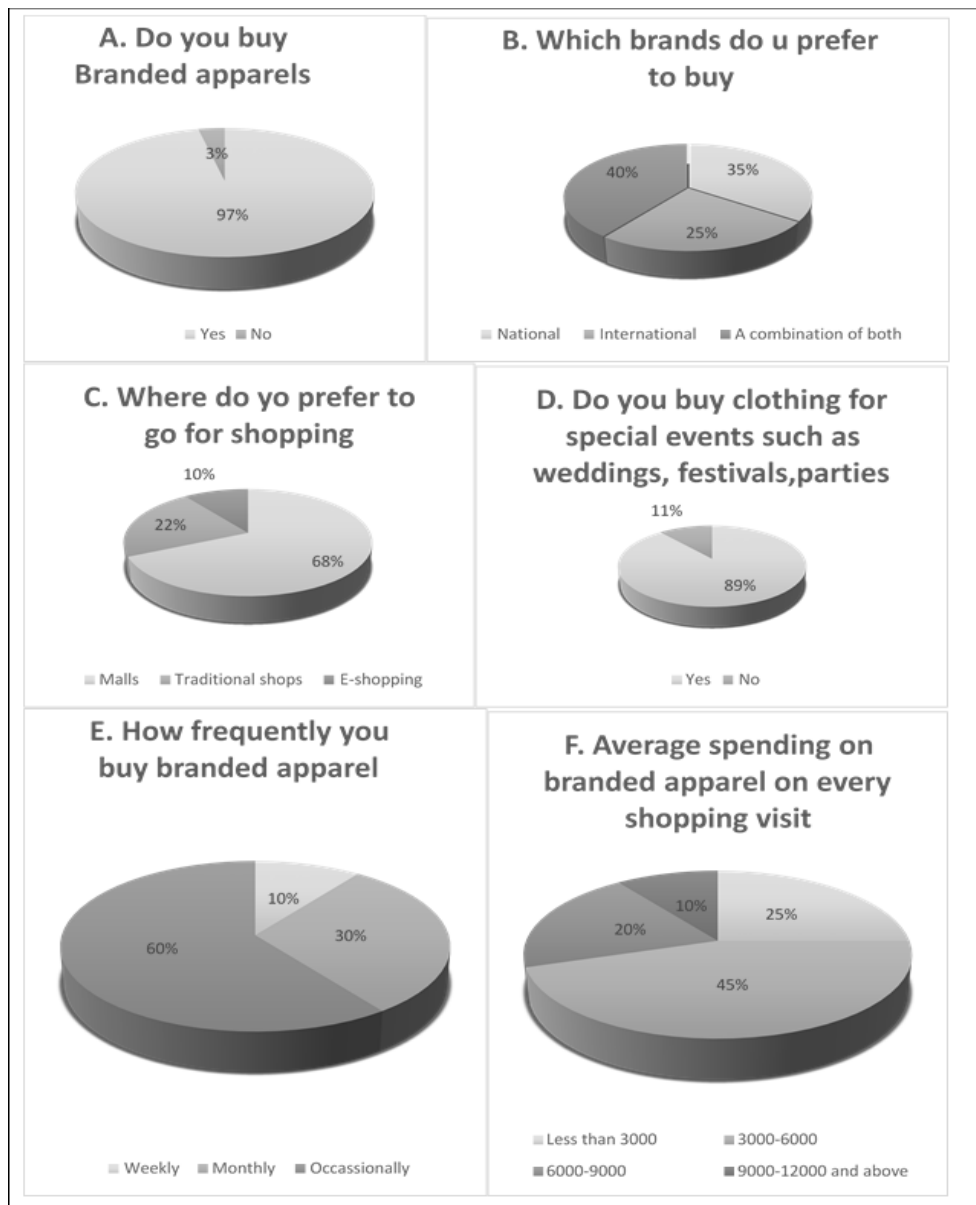 A. Do you buy
Branded apparels
3%
97%
Yes No
B. Which brands do u prefer
to buy
40%
35%
25%
National International A combination of both
C. Where do yo prefer to
go for shopping
10%
22%
68%
Malls Traditional shops E-shopping
D. Do you buy clothing for
special events such as
weddings, festivals,parties
11%
89%
Yes No
E. How frequently you
buy branded apparel
10%
30%
60%
Weekly Monthly Occassionally
F. Average spending on
branded apparel on every
shopping visit
10%
25%
20%
45%
Less than 3000 3000-6000
6000-9000 9000-12000 and above